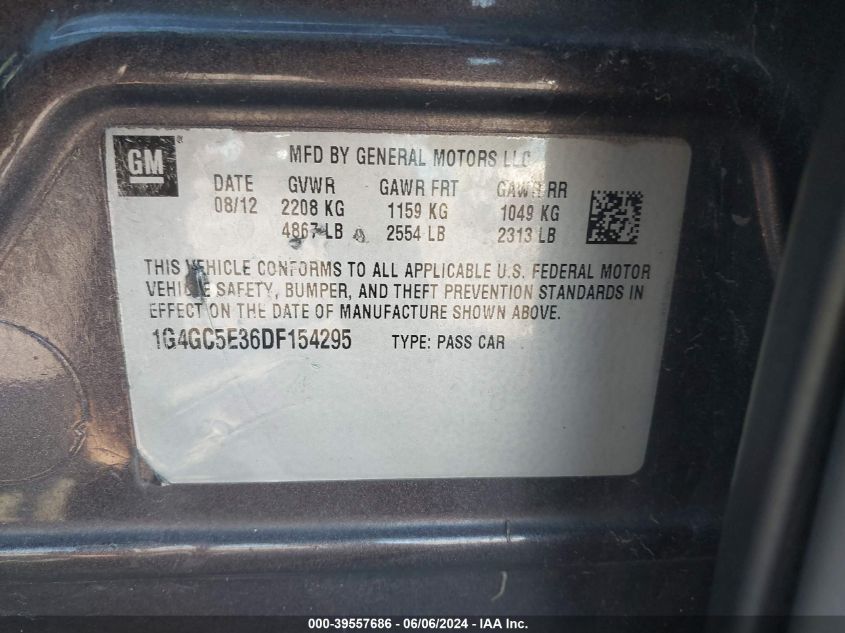 GM
MFD BY GENERAL MOTORS LLC
DATE GVWR GAWR FRT GAWR RR
08/12 2208 KG 1159 KG 1049 KG
4867 LB 2554 LB 2313 LB
THIS VEHICLE CONFORMS TO ALL APPLICABLE U.S. FEDERAL MOTOR
VEHICLE SAFETY, BUMPER, AND THEFT PREVENTION STANDARDS IN
EFFECT ON THE DATE OF MANUFACTURE SHOWN ABOVE.
1G4GC5E36DF154295 TYPE: PASS CAR
000-39557686 - 06/06/2024 - IAA Inc.